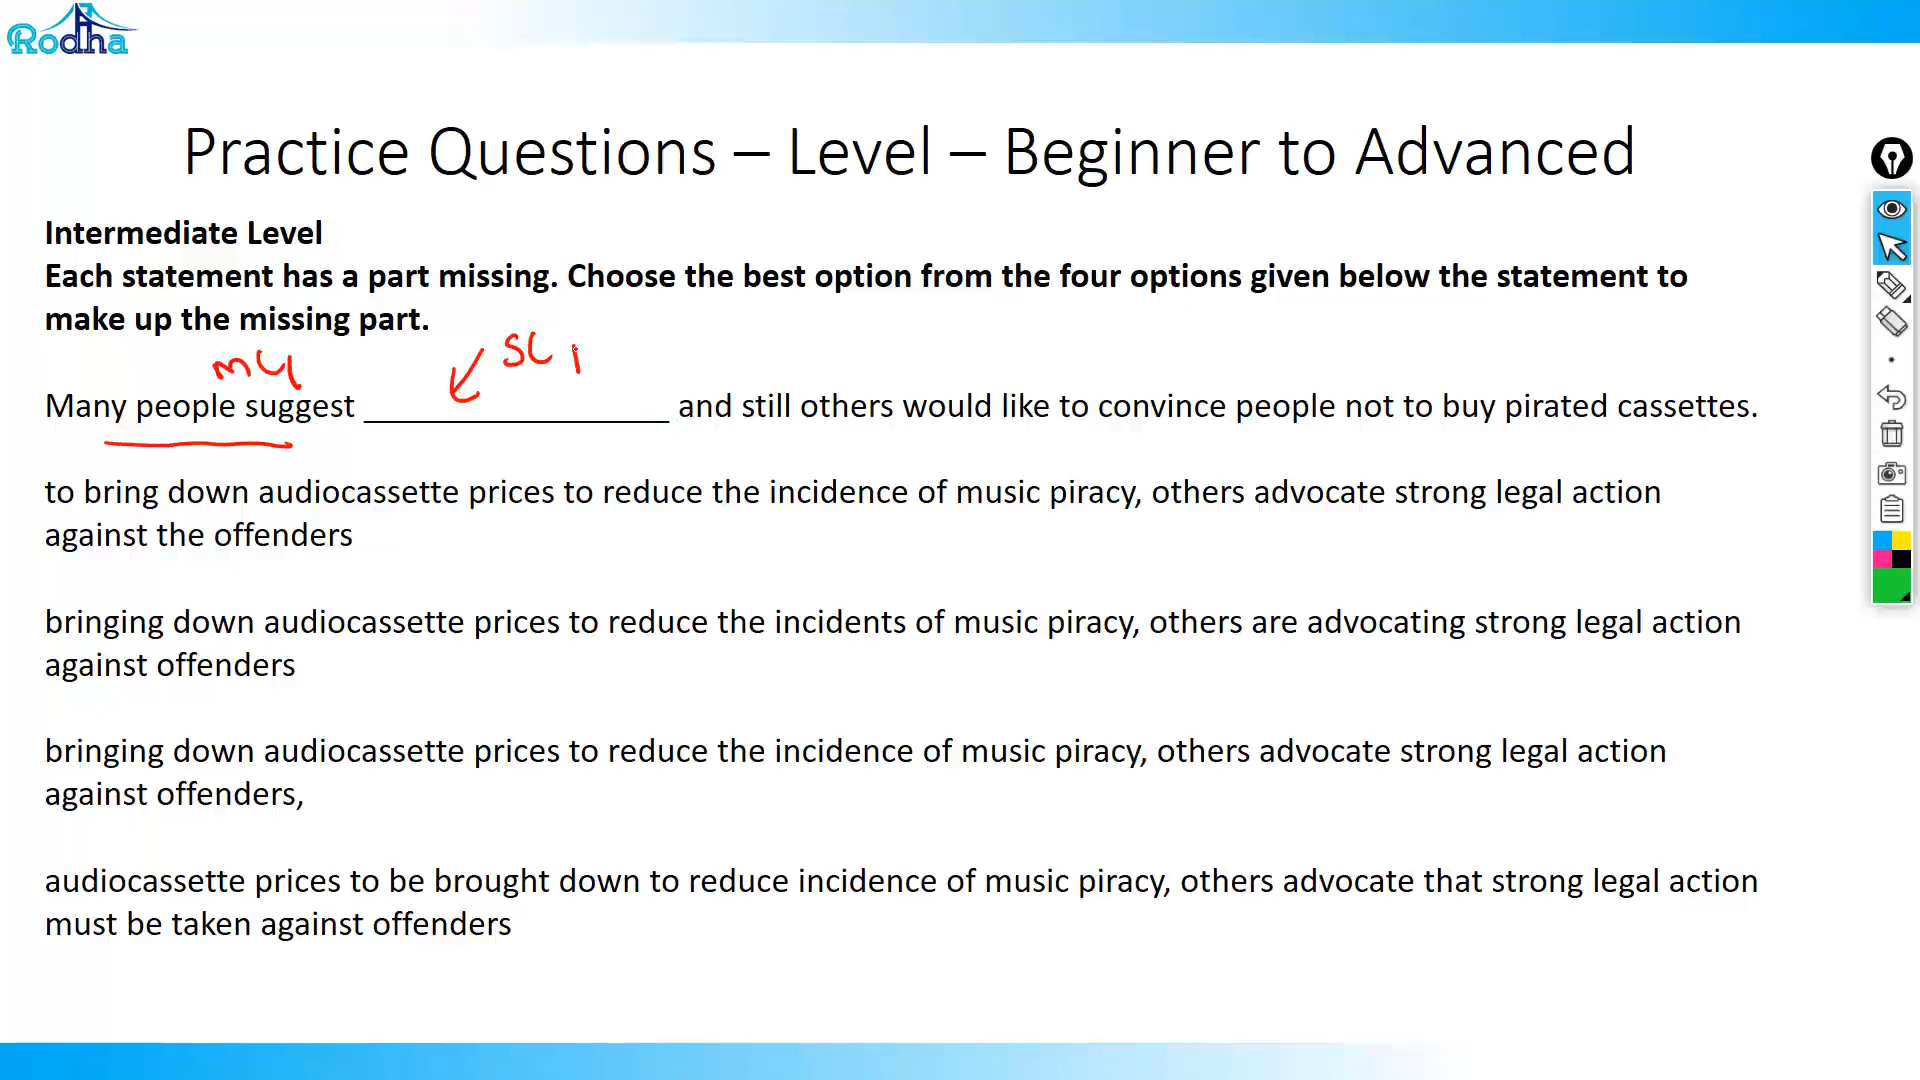 Rodha
Practice Questions – Level – Beginner to Advanced
Intermediate Level
Each statement has a part missing. Choose the best option from the four options given below the statement to
make up the missing part.
SC 1
MC
Many people suggest __________________ and still others would like to convince people not to buy pirated cassettes.
to bring down audiocassette prices to reduce the incidence of music piracy, others advocate strong legal action
against the offenders
bringing down audiocassette prices to reduce the incidents of music piracy, others are advocating strong legal action
against offenders
bringing down audiocassette prices to reduce the incidence of music piracy, others advocate strong legal action
against offenders,
audiocassette prices to be brought down to reduce incidence of music piracy, others advocate that strong legal action
must be taken against offenders